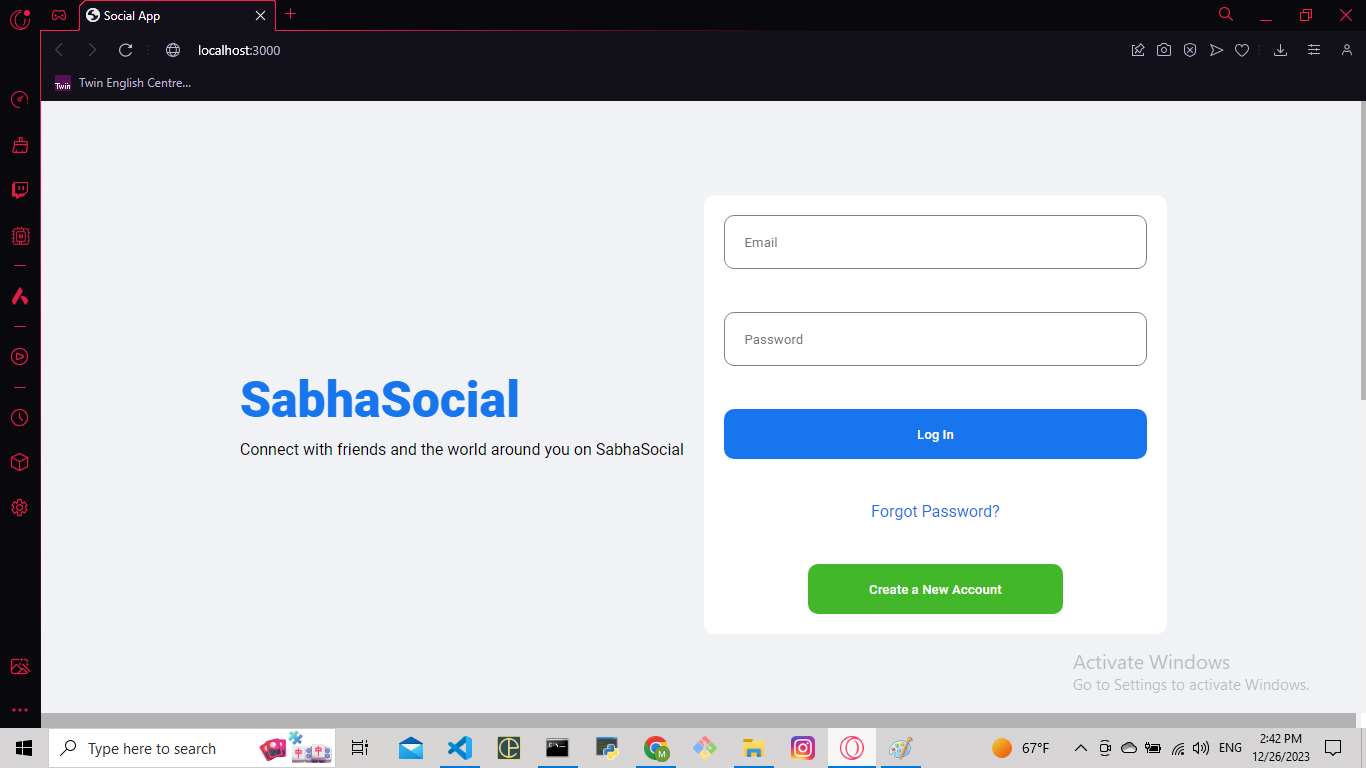 Social App
localhost:3000
Twin
Twin English Centre...
Email
Password
SabhaSocial
Connect with friends and the world around you on SabhaSocial
Log In
Forgot Password?
Create a New Account
Activate Windows
Go to Settings to activate Windows.
Type here to search
M
67°F
ENG
2:42 PM
12/26/2023